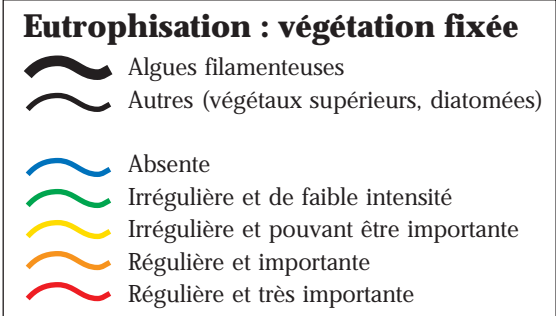 Eutrophisation : végétation fixée
Algues filamenteuses
Autres (végétaux supérieurs, diatomées)
Absente
Irrégulière et de faible intensité
Irrégulière et pouvant être importante
Régulière et importante
Régulière et très importante